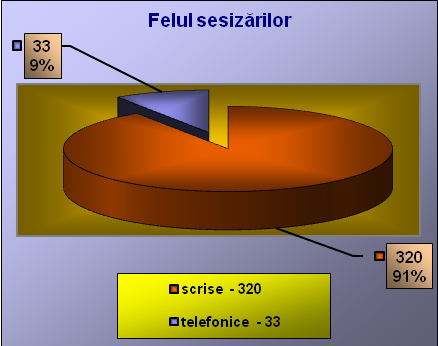 Felul sesizărilor
33
9%
320
91%
scrise - 320
telefonice - 33